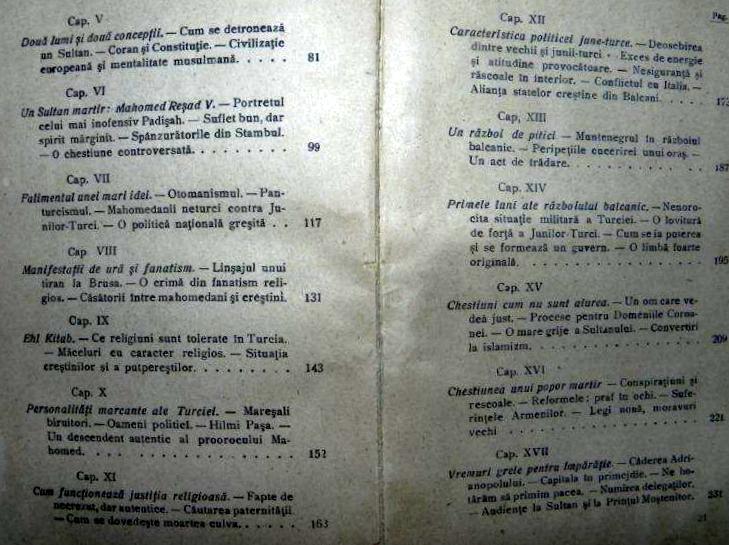 Cap. V
Două lumi și două concepții. — Cum se detronează
un Sultan. — Coran și Constituție. — Civilizație
europeană și mentalitate musulmană. . . . . 81
Cap. VI
Un Sultan martir: Mahomed Reșad V. — Portretul
celui mai inofensiv Padișah. — Suflet bun, dar
spirit mărginit. — Spânzurătorile din Stambul.
— O chestiune controversată. . . . . . . . . 99
Cap. VII
Falimentul unei mari idei. — Otomanismul. — Pan-
turcismul. — Mahomedanii neturci contra Ju-
nilor-Turci. — O politică națională greșită . . 117
Cap VIII
Manifestații de ură și fanatism. — Linșajul unui
tiran la Brusa. — O crimă din fanatism reli-
gios. — Căsătorii între mahomedani și creștini. 131
Cap. IX
Ehl Kitab. — Ce religiuni sunt tolerate în Turcia.
— Măceluri cu caracter religios. — Situația
creștinilor și a putpereștilor. . . . . . . . . 143
Cap. X
Personalități marcante ale Turciei. — Mareșali
biruitori. — Oameni politici. — Hilmi Pașa. —
Un descendent autentic al proorocului Ma-
homed. . . . . . . . . . . . . . . . . . 152
Cap. XI
Cum funcționează justiția religioasă. — Fapte de
necrezut, dar autentice. — Căutarea paternității
— Cum se dovedește moartea cuiva. . . . . . 163
Pag.
Cap. XII
Caracteristica politicei june-turce. — Deosebirea
dintre vechii și junii-turci . Exces de energie
și atitudine provocătoare. — Nesiguranță și
răscoale în interior. — Conflictul cu Italia. —
Alianța statelor creștine din Balcani. . . . . 173
Cap, XIII
Un război de pitici — Muntenegrul în războiul
balcanic. — Peripețiile cuceririi unui oraș. —
Un act de trădare. . . . . . . . . . . . . 187
Cap. XIV
Primele luni ale războiului balcanic. — Nenoro-
cita situație militară a Turciei. — O lovitură
de forță a Junilor-Turci. — Cum se ia puterea
și se formează un guvern. — O limbă foarte
originală. . . . . . . . . . . . . . . . . 195
Cap. XV
Chestiuni cum nu sunt aiurea. — Un om care ve-
dea just. — Procese pentru Domeniile Coroa-
nei. — O mare grije a Sultanului. — Convertiri
la islamizm. . . . . . . . . . . . . . . . 209
Cap. XVI
Chestiunea unui popor martir — Conspirațiuni și
rescoale. — Reformele: praf în ochi. — Sufe-
rințele Armenilor. — Legi nouă, moravuri
vechi . . . . . . . . . . . . . . . . . . 221
Cap. XVII
Vremuri grele pentru Împărăție. — Căderea Adri-
anopolului. — Capitala în primejdie. — Ne ho-
tărăm să primim pacea. — Numirea delegaților.
— Audiențe la Sultan și la Prințul Moștenitor. 231
21